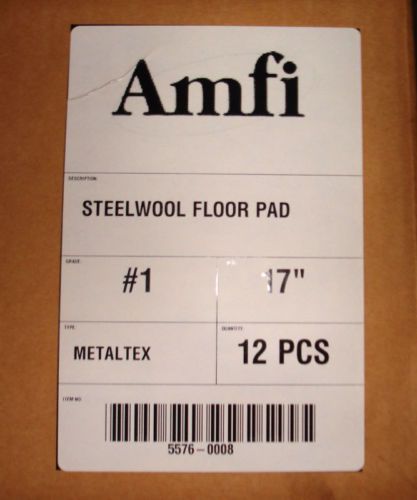 Amfi
DESCRIPTION:
STEELWOOL FLOOR PAD
GRADE:
#1
17"
TYPE:
QUANTITY:
METALTEX
12 PCS
ITEM NO.
5576-0008